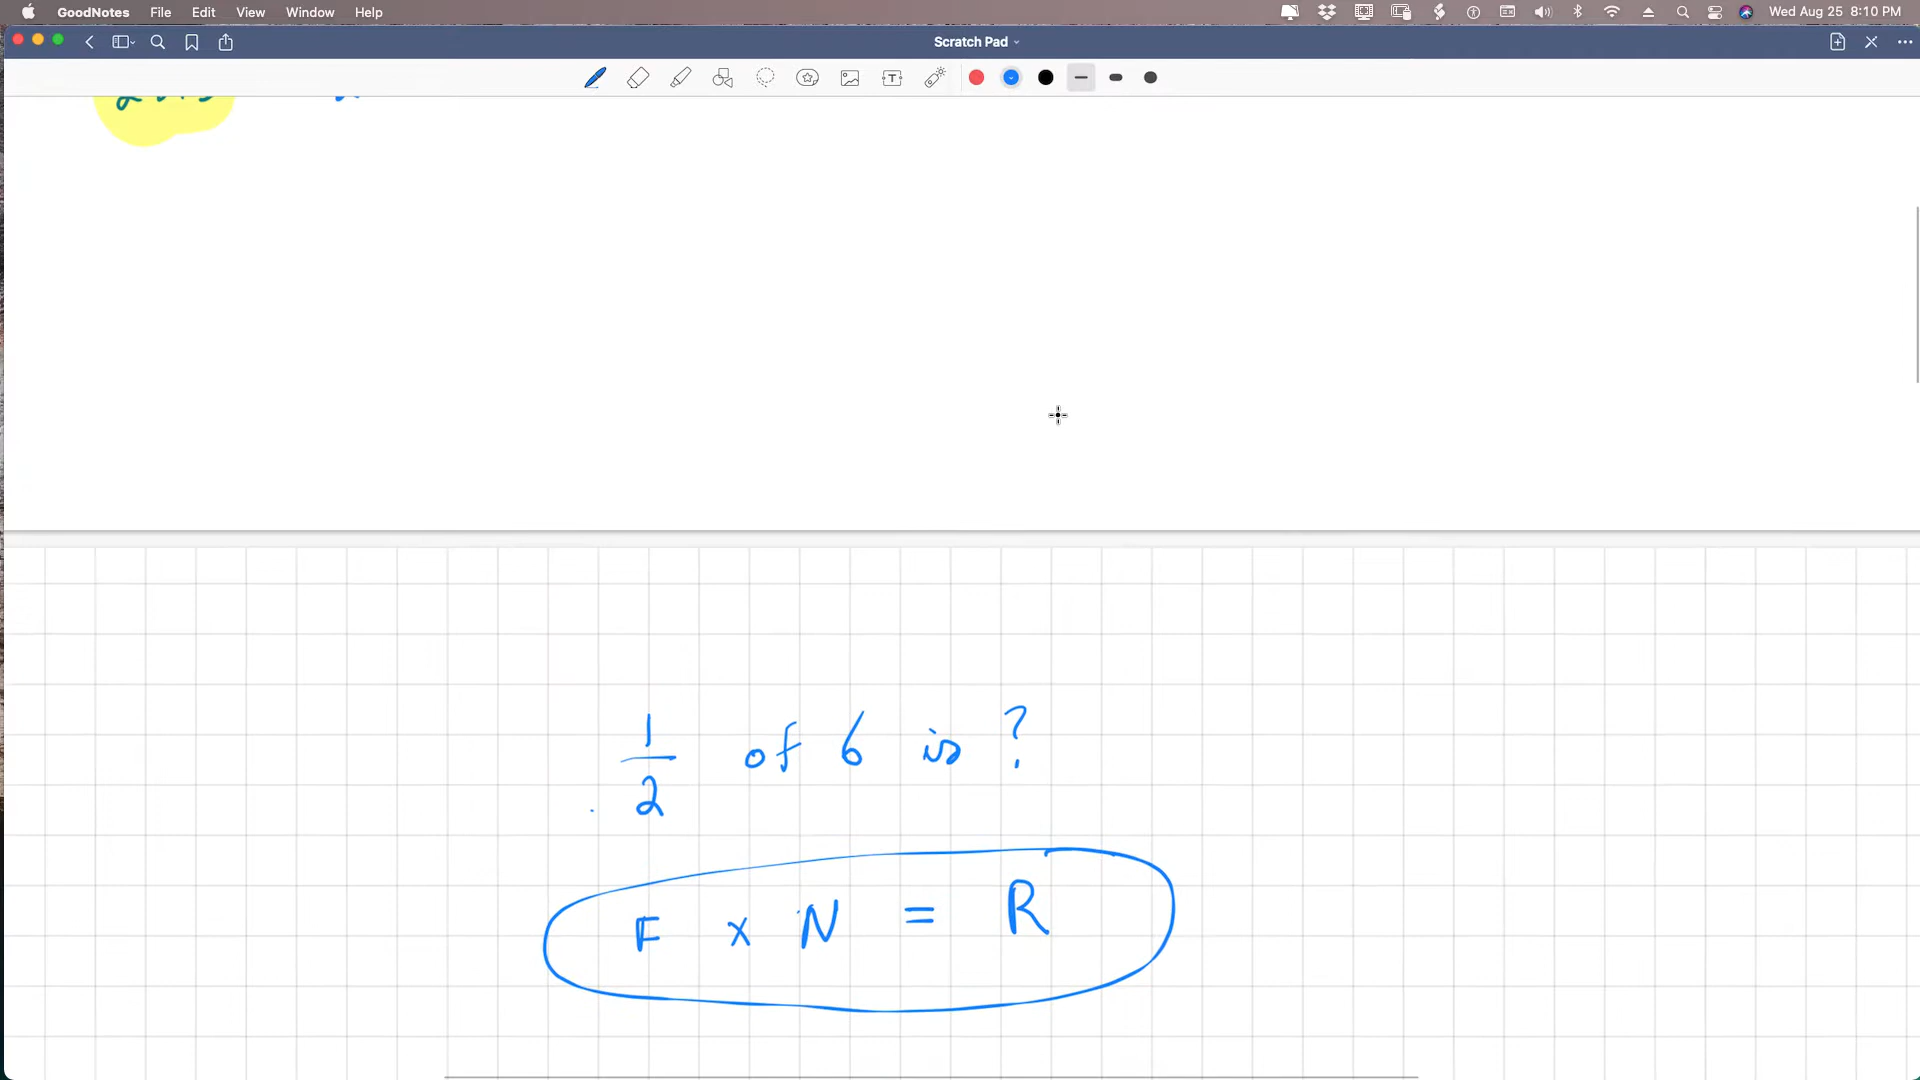 GoodNotes File Edit View Window Help Wed Aug 25 8:10 PM
Scratch Pad
1/2 of 6 is ?
F x N = R